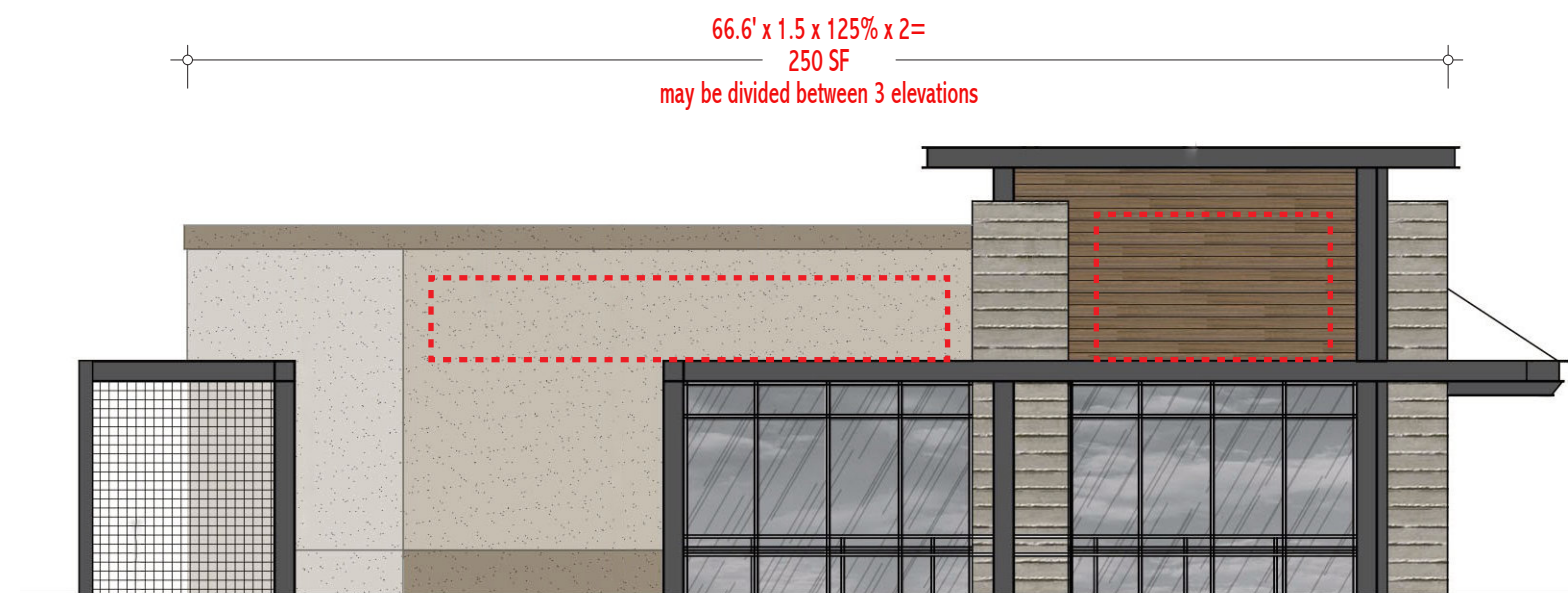 66.6' x 1.5 x 125% x 2=
250 SF
may be divided between 3 elevations